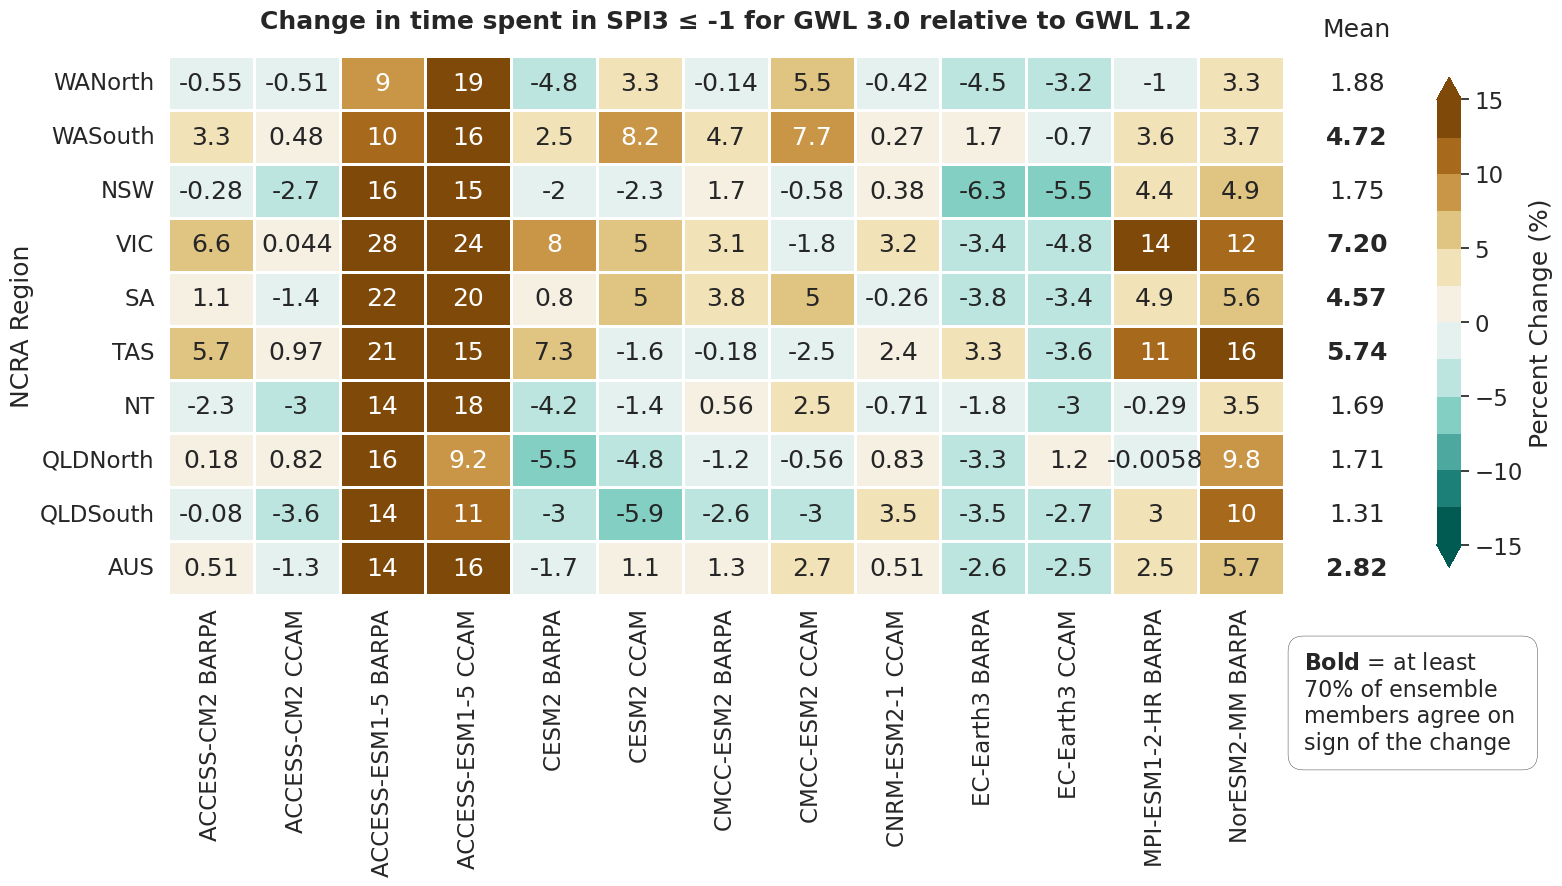 Change in time spent in SPI3 ≤ -1 for GWL 3.0 relative to GWL 1.2
Mean
WANorth -0.55 -0.51 9 19 -4.8 3.3 -0.14 5.5 -0.42 -4.5 -3.2 -1 3.3 1.88
WASouth 3.3 0.48 10 16 2.5 8.2 4.7 7.7 0.27 1.7 -0.7 3.6 3.7 4.72
NSW -0.28 -2.7 16 15 -2 -2.3 1.7 -0.58 0.38 -6.3 -5.5 4.4 4.9 1.75
VIC 6.6 0.044 28 24 8 5 3.1 -1.8 3.2 -3.4 -4.8 14 12 7.20
SA 1.1 -1.4 22 20 0.8 5 3.8 5 -0.26 -3.8 -3.4 4.9 5.6 4.57
TAS 5.7 0.97 21 15 7.3 -1.6 -0.18 -2.5 2.4 3.3 -3.6 11 16 5.74
NT -2.3 -3 14 18 -4.2 -1.4 0.56 2.5 -0.71 -1.8 -3 -0.29 3.5 1.69
QLDNorth 0.18 0.82 16 9.2 -5.5 -4.8 -1.2 -0.56 0.83 -3.3 1.2 -0.0058 9.8 1.71
QLDSouth -0.08 -3.6 14 11 -3 -5.9 -2.6 -3 3.5 -3.5 -2.7 3 10 1.31
AUS 0.51 -1.3 14 16 -1.7 1.1 1.3 2.7 0.51 -2.6 -2.5 2.5 5.7 2.82
NCRA Region
ACCESS-CM2 BARPA
ACCESS-CM2 CCAM
ACCESS-ESM1-5 BARPA
ACCESS-ESM1-5 CCAM
CESM2 BARPA
CESM2 CCAM
CMCC-ESM2 BARPA
CMCC-ESM2 CCAM
CNRM-ESM2-1 CCAM
EC-Earth3 BARPA
EC-Earth3 CCAM
MPI-ESM1-2-HR BARPA
NorESM2-MM BARPA
15
10
5
0
−5
−10
−15
Percent Change (%)
Bold = at least
70% of ensemble
members agree on
sign of the change